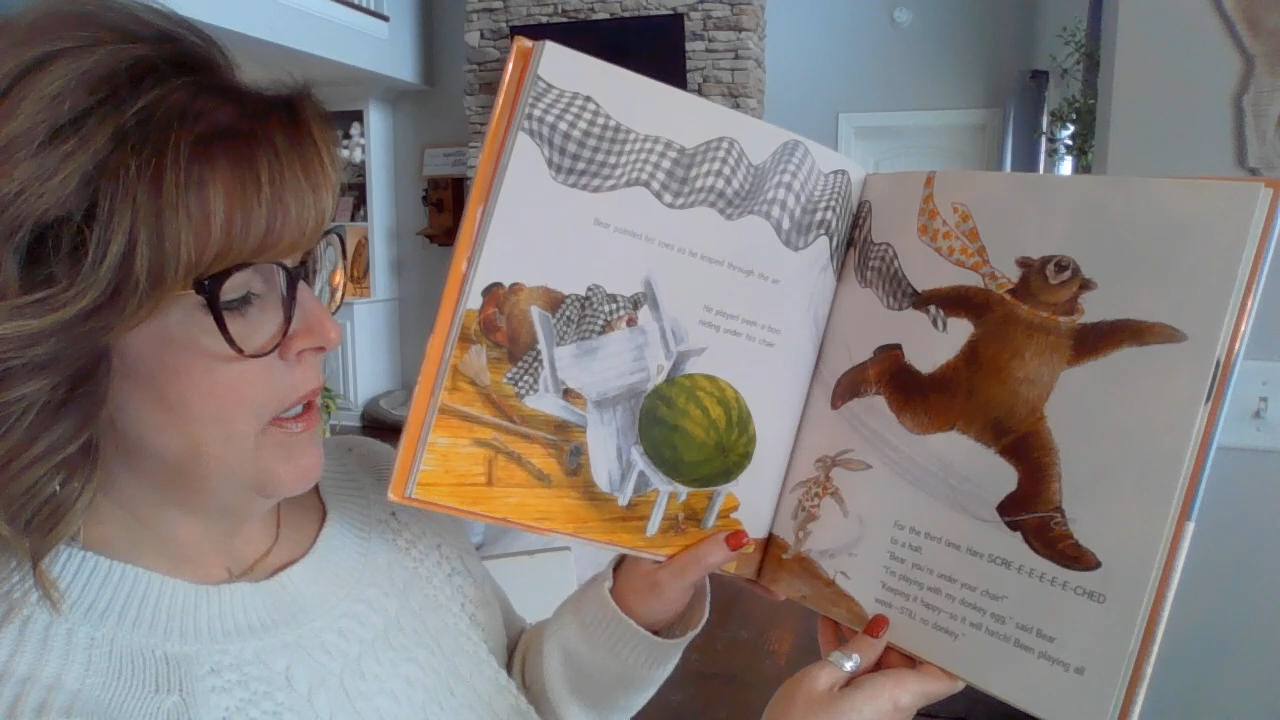 Bear pointed his toes as he leaped through the air.
He played peek-a-boo
hiding under his chair.
For the third time, Hare SCRE-E-E-E-E-E-CHED
to a halt.
"Bear, you're under your chair!"
"I'm playing with my donkey egg," said Bear.
"Keeping it happy—so it will hatch! Been playing all
week—STILL no donkey."